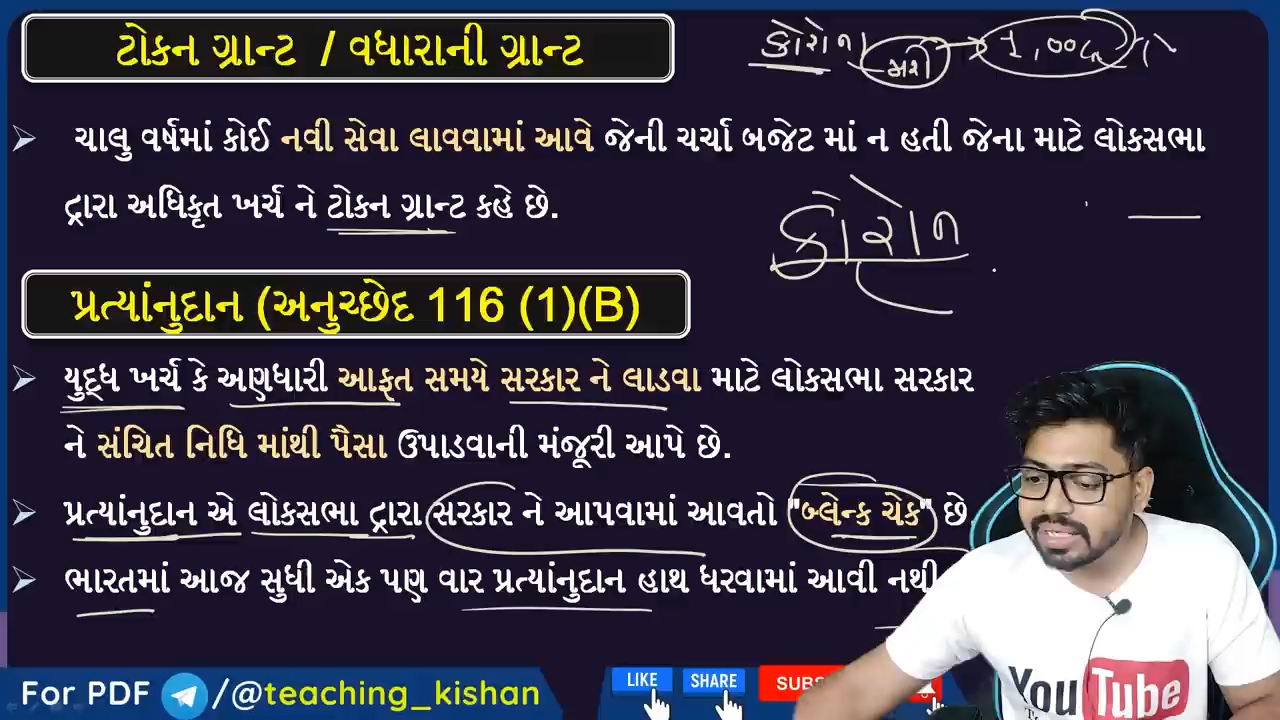 ટોકન ગ્રાન્ટ / વધારાની ગ્રાન્ટ
➢ ચાલુ વર્ષમાં કોઈ નવી સેવા લાવવામાં આવે જેની ચર્ચા બજેટ માં ન હતી જેના માટે લોકસભા
દ્રારા અધિકૃત ખર્ચ ને ટોકન ગ્રાન્ટ કહે છે.
કોરોન
પ્રત્યાંનુદાન (અનુચ્છેદ 116 (1)(B)
➢ યુદ્ધ ખર્ચ કે અણધારી આફત સમયે સરકાર ને લાડવા માટે લોકસભા સરકાર
ને સંચિત નિધિ માંથી પૈસા ઉપાડવાની મંજૂરી આપે છે.
➢ પ્રત્યાંનુદાન એ લોકસભા દ્રારા સરકાર ને આપવામાં આવતો "બ્લેન્ક ચેક" છે
➢ ભારતમાં આજ સુધી એક પણ વાર પ્રત્યાંનુદાન હાથ ધરવામાં આવી નથી
For PDF /@teaching_kishan
LIKE SHARE
YouTube